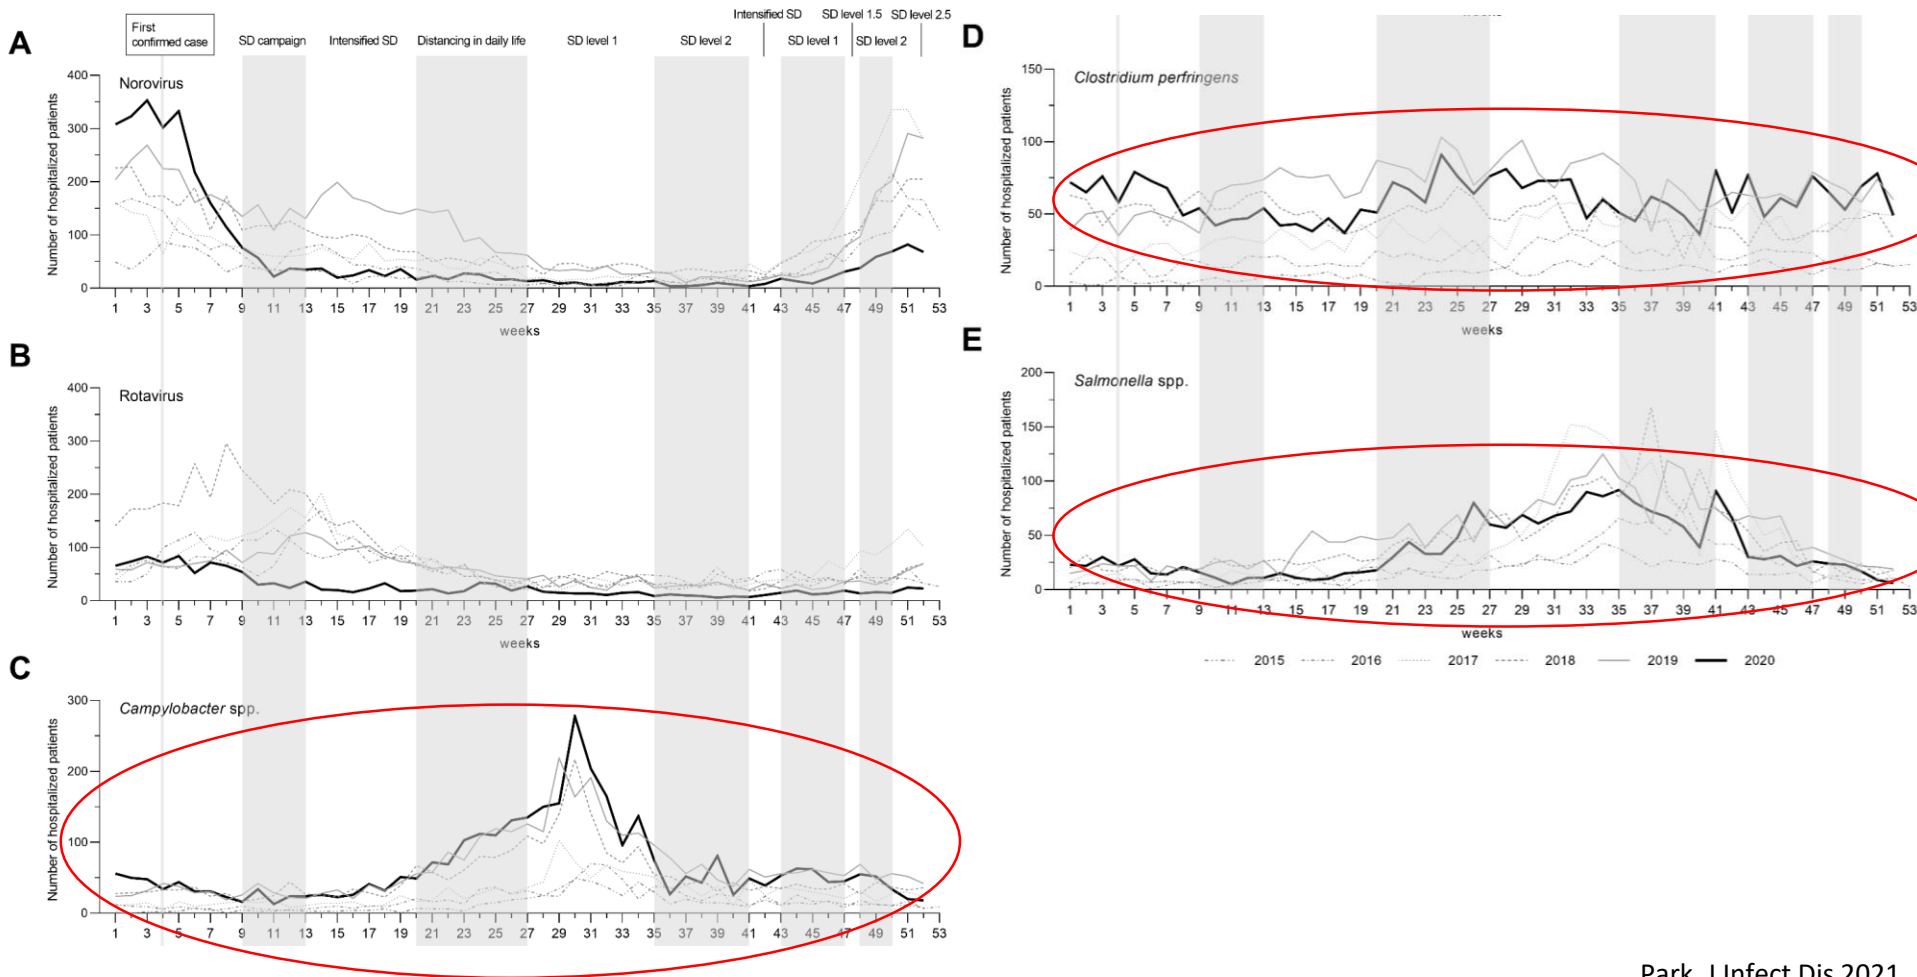 Intensified SD SD level 1.5 SD level 2.5
First
confirmed case
SD campaign Intensified SD Distancing in daily life SD level 1 SD level 2 SD level 1 SD level 2
A
Norovirus
Number of hospitalized patients
400
300
200
100
0
1 3 5 7 9 11 13 15 17 19 21 23 25 27 29 31 33 35 37 39 41 43 45 47 49 51 53
weeks
B
Rotavirus
Number of hospitalized patients
400
300
200
100
0
1 3 5 7 9 11 13 15 17 19 21 23 25 27 29 31 33 35 37 39 41 43 45 47 49 51 53
weeks
C
Campylobacter spp.
Number of hospitalized patients
300
200
100
0
1 3 5 7 9 11 13 15 17 19 21 23 25 27 29 31 33 35 37 39 41 43 45 47 49 51 53
D
Clostridium perfringens
Number of hospitalized patients
150
100
50
0
1 3 5 7 9 11 13 15 17 19 21 23 25 27 29 31 33 35 37 39 41 43 45 47 49 51 53
weeks
E
Salmonella spp.
Number of hospitalized patients
200
150
100
50
0
1 3 5 7 9 11 13 15 17 19 21 23 25 27 29 31 33 35 37 39 41 43 45 47 49 51 53
weeks
2015 2016 2017 2018 2019 2020